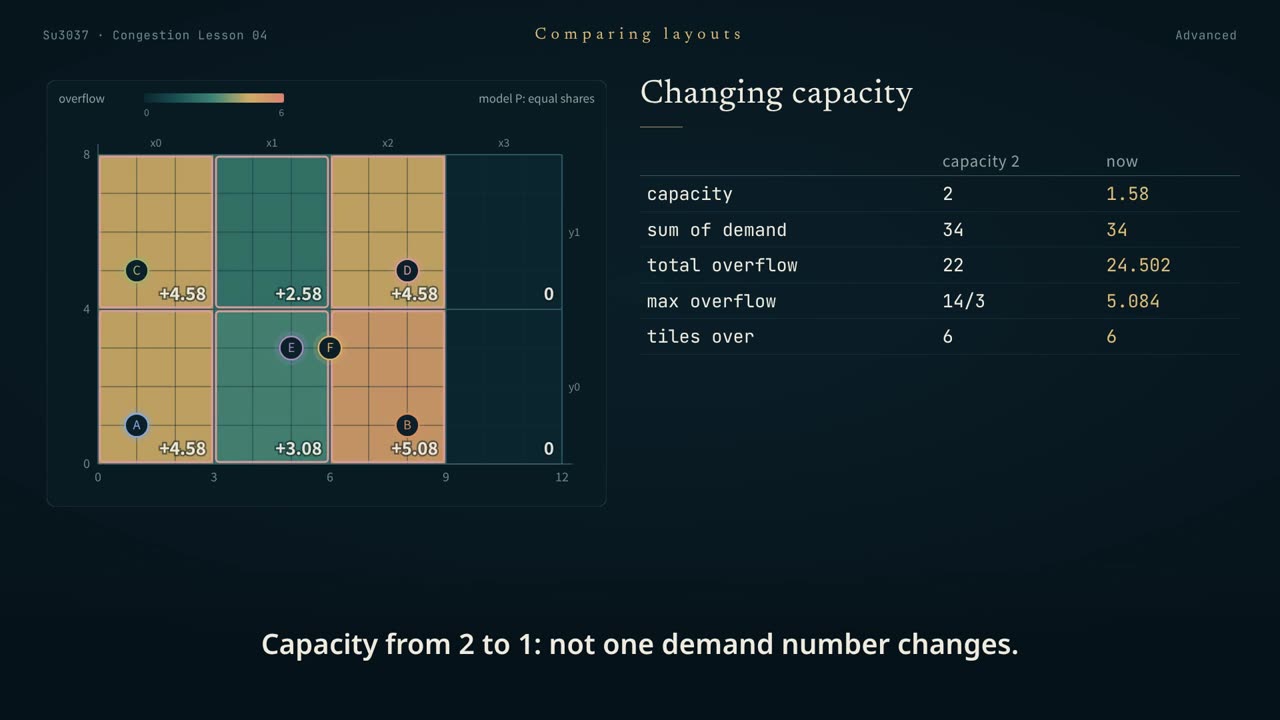 Su3037 · Congestion Lesson 04
Comparing layouts
Advanced
overflow
0
6
model P: equal shares
x0
x1
x2
x3
8
y1
C
D
+4.58
+2.58
+4.58
0
4
E
F
y0
A
B
+4.58
+3.08
+5.08
0
0
0
3
6
9
12
Changing capacity
capacity 2 now
capacity 2 1.58
sum of demand 34 34
total overflow 22 24.502
max overflow 14/3 5.084
tiles over 6 6
Capacity from 2 to 1: not one demand number changes.